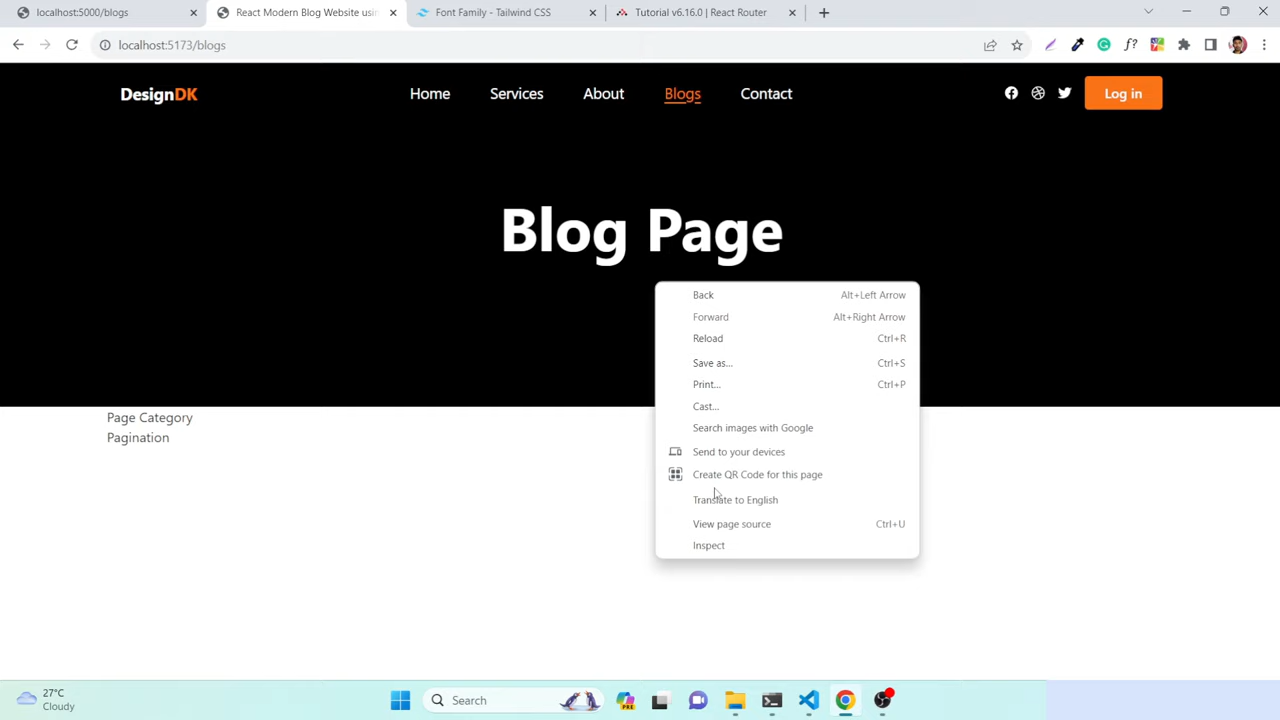 localhost:5000/blogs
React Modern Blog Website usin
Font Family - Tailwind CSS
Tutorial v6.16.0 | React Router
localhost:5173/blogs
f?
DesignDK
Home
Services
About
Blogs
Contact
Log in
Blog Page
Back Alt+Left Arrow
Forward Alt+Right Arrow
Reload Ctrl+R
Save as... Ctrl+S
Print... Ctrl+P
Cast...
Search images with Google
Send to your devices
Create QR Code for this page
Translate to English
View page source Ctrl+U
Inspect
Page Category
Pagination
27°C
Cloudy
Search
PRE